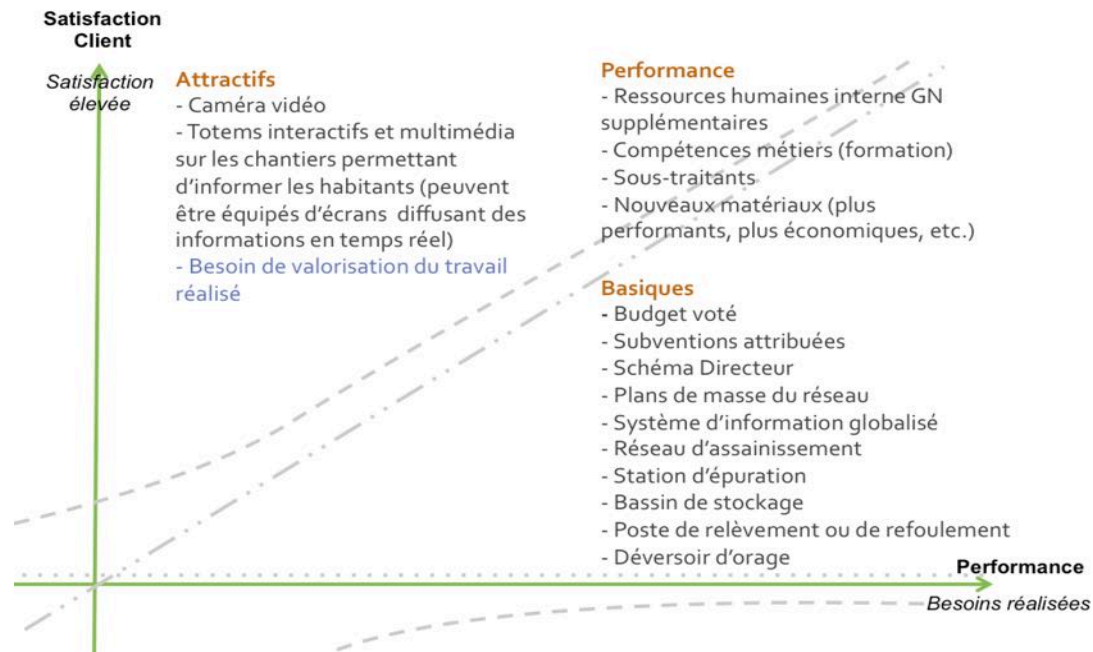 Satisfaction
Client
Satisfaction
élevée
Attractifs
- Caméra vidéo
- Totems interactifs et multimédia
sur les chantiers permettant
d'informer les habitants (peuvent
être équipés d'écrans diffusant des
informations en temps réel)
- Besoin de valorisation du travail
réalisé
Performance
- Ressources humaines interne GN
supplémentaires
- Compétences métiers (formation)
- Sous-traitants
- Nouveaux matériaux (plus
performants, plus économiques, etc.)
Basiques
- Budget voté
- Subventions attribuées
- Schéma Directeur
- Plans de masse du réseau
- Système d'information globalisé
- Réseau d'assainissement
- Station d'épuration
- Bassin de stockage
- Poste de relèvement ou de refoulement
- Déversoir d'orage
Performance
Besoins réalisées